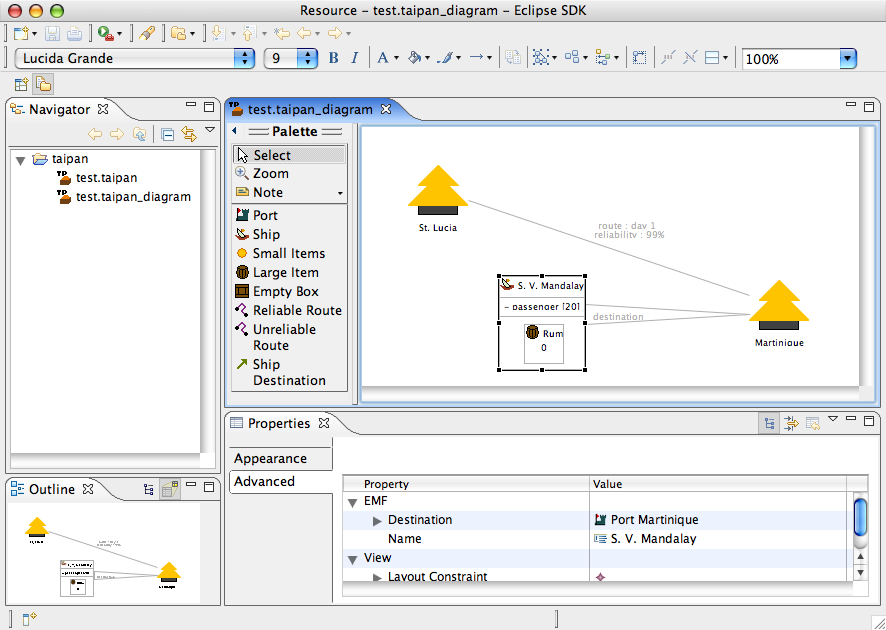 Resource – test.taipan_diagram – Eclipse SDK
Lucida Grande
9
B I
A
100%
Navigator
taipan
test.taipan
test.taipan_diagram
test.taipan_diagram
Palette
Select
Zoom
Note
Port
Ship
Small Items
Large Item
Empty Box
Reliable Route
Unreliable
Route
Ship
Destination
St. Lucia
route : day 1
reliability : 99%
S. V. Mandalay
– passenger [20]
Rum
0
destination
Martinique
Outline
Properties
Appearance
Advanced
Property Value
EMF
Destination Port Martinique
Name S. V. Mandalay
View
Layout Constraint